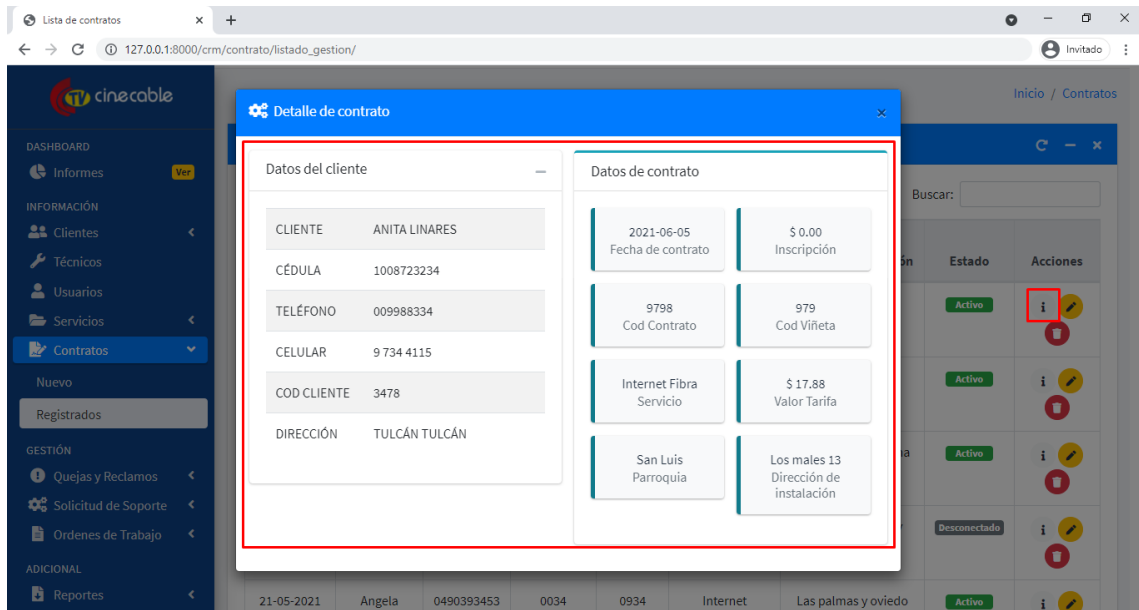 Lista de contratos
127.0.0.1:8000/crm/contrato/listado_gestion/
Invitado
TV cinecable
Inicio / Contratos
DASHBOARD
Informes Ver
INFORMACIÓN
Clientes
Técnicos
Usuarios
Servicios
Contratos
Nuevo
Registrados
GESTIÓN
Quejas y Reclamos
Solicitud de Soporte
Ordenes de Trabajo
ADICIONAL
Reportes
Detalle de contrato
Datos del cliente
CLIENTE ANITA LINARES
CÉDULA 1008723234
TELÉFONO 009988334
CELULAR 9 734 4115
COD CLIENTE 3478
DIRECCIÓN TULCÁN TULCÁN
Datos de contrato
2021-06-05
Fecha de contrato
$ 0.00
Inscripción
9798
Cod Contrato
979
Cod Viñeta
Internet Fibra
Servicio
$ 17.88
Valor Tarifa
San Luis
Parroquia
Los males 13
Dirección de
instalación
Buscar:
ón Estado Acciones
Activo
Activo
Activo
Desconectado
21-05-2021 Angela 0490393453 0034 0934 Internet Las palmas y oviedo Activo